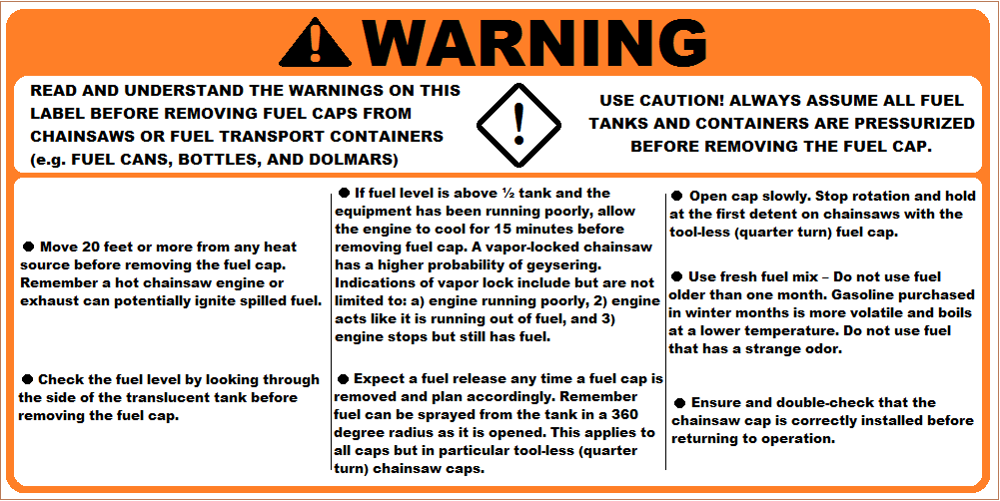 WARNING
READ AND UNDERSTAND THE WARNINGS ON THIS
LABEL BEFORE REMOVING FUEL CAPS FROM
CHAINSAWS OR FUEL TRANSPORT CONTAINERS
(e.g. FUEL CANS, BOTTLES, AND DOLMARS)
USE CAUTION! ALWAYS ASSUME ALL FUEL
TANKS AND CONTAINERS ARE PRESSURIZED
BEFORE REMOVING THE FUEL CAP.
● Move 20 feet or more from any heat
source before removing the fuel cap.
Remember a hot chainsaw engine or
exhaust can potentially ignite spilled fuel.
● Check the fuel level by looking through
the side of the translucent tank before
removing the fuel cap.
● If fuel level is above ½ tank and the
equipment has been running poorly, allow
the engine to cool for 15 minutes before
removing fuel cap. A vapor-locked chainsaw
has a higher probability of geysering.
Indications of vapor lock include but are not
limited to: a) engine running poorly, 2) engine
acts like it is running out of fuel, and 3)
engine stops but still has fuel.
● Expect a fuel release any time a fuel cap is
removed and plan accordingly. Remember
fuel can be sprayed from the tank in a 360
degree radius as it is opened. This applies to
all caps but in particular tool-less (quarter
turn) chainsaw caps.
● Open cap slowly. Stop rotation and hold
at the first detent on chainsaws with the
tool-less (quarter turn) fuel cap.
● Use fresh fuel mix – Do not use fuel
older than one month. Gasoline purchased
in winter months is more volatile and boils
at a lower temperature. Do not use fuel
that has a strange odor.
● Ensure and double-check that the
chainsaw cap is correctly installed before
returning to operation.